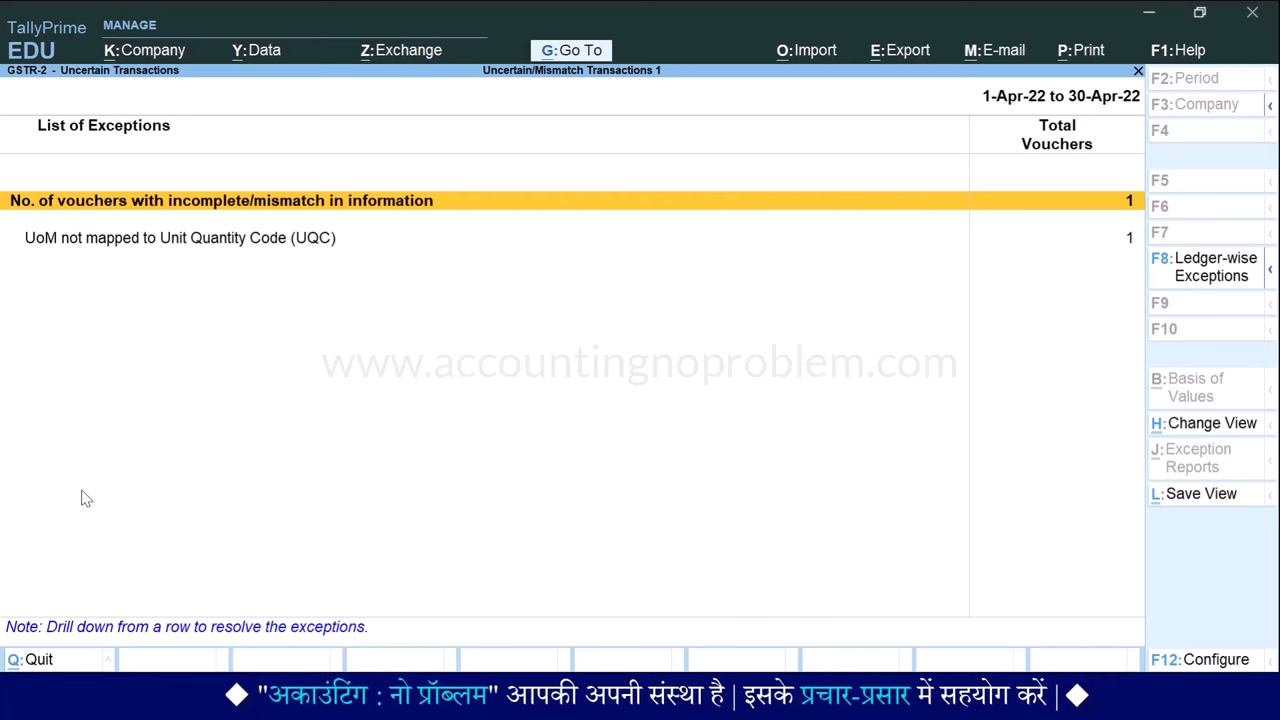 TallyPrime
EDU
MANAGE
K:Company
Y:Data
Z:Exchange
G:Go To
O:Import
E:Export
M:E-mail
P:Print
F1:Help
GSTR-2 - Uncertain Transactions
Uncertain/Mismatch Transactions 1
1-Apr-22 to 30-Apr-22
List of Exceptions
Total
Vouchers
No. of vouchers with incomplete/mismatch in information 1
UoM not mapped to Unit Quantity Code (UQC) 1
www.accountingnoproblem.com
Note: Drill down from a row to resolve the exceptions.
F2:Period
F3:Company
F4
F5
F6
F7
F8:Ledger-wise
Exceptions
F9
F10
B:Basis of
Values
H:Change View
J:Exception
Reports
L:Save View
Q:Quit
F12:Configure
"अकाउंटिंग : नो प्रॉब्लम" आपकी अपनी संस्था है | इसके प्रचार-प्रसार में सहयोग करें |